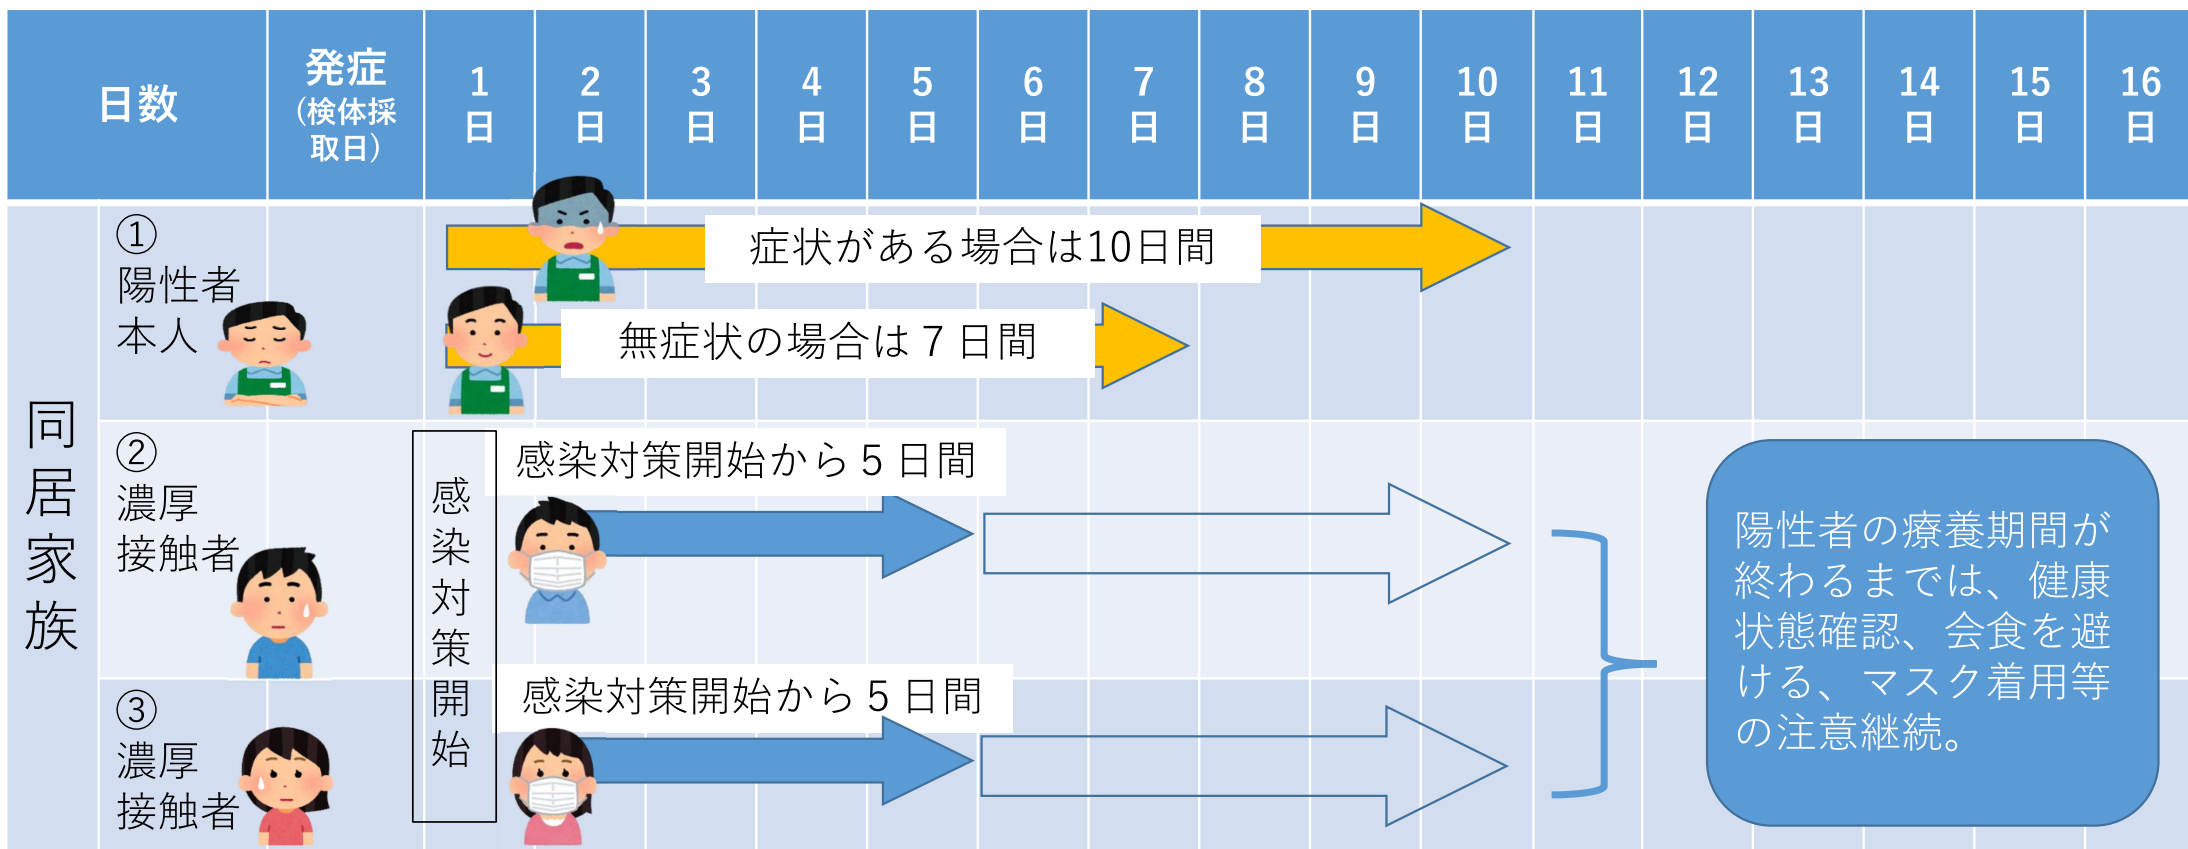 日数
発症
(検体採
取日)
1
日
2
日
3
日
4
日
5
日
6
日
7
日
8
日
9
日
10
日
11
日
12
日
13
日
14
日
15
日
16
日
同居家族
①
陽性者
本人
症状がある場合は10日間
無症状の場合は７日間
②
濃厚
接触者
感染対策開始
感染対策開始から５日間
③
濃厚
接触者
感染対策開始から５日間
陽性者の療養期間が
終わるまでは、健康
状態確認、会食を避
ける、マスク着用等
の注意継続。